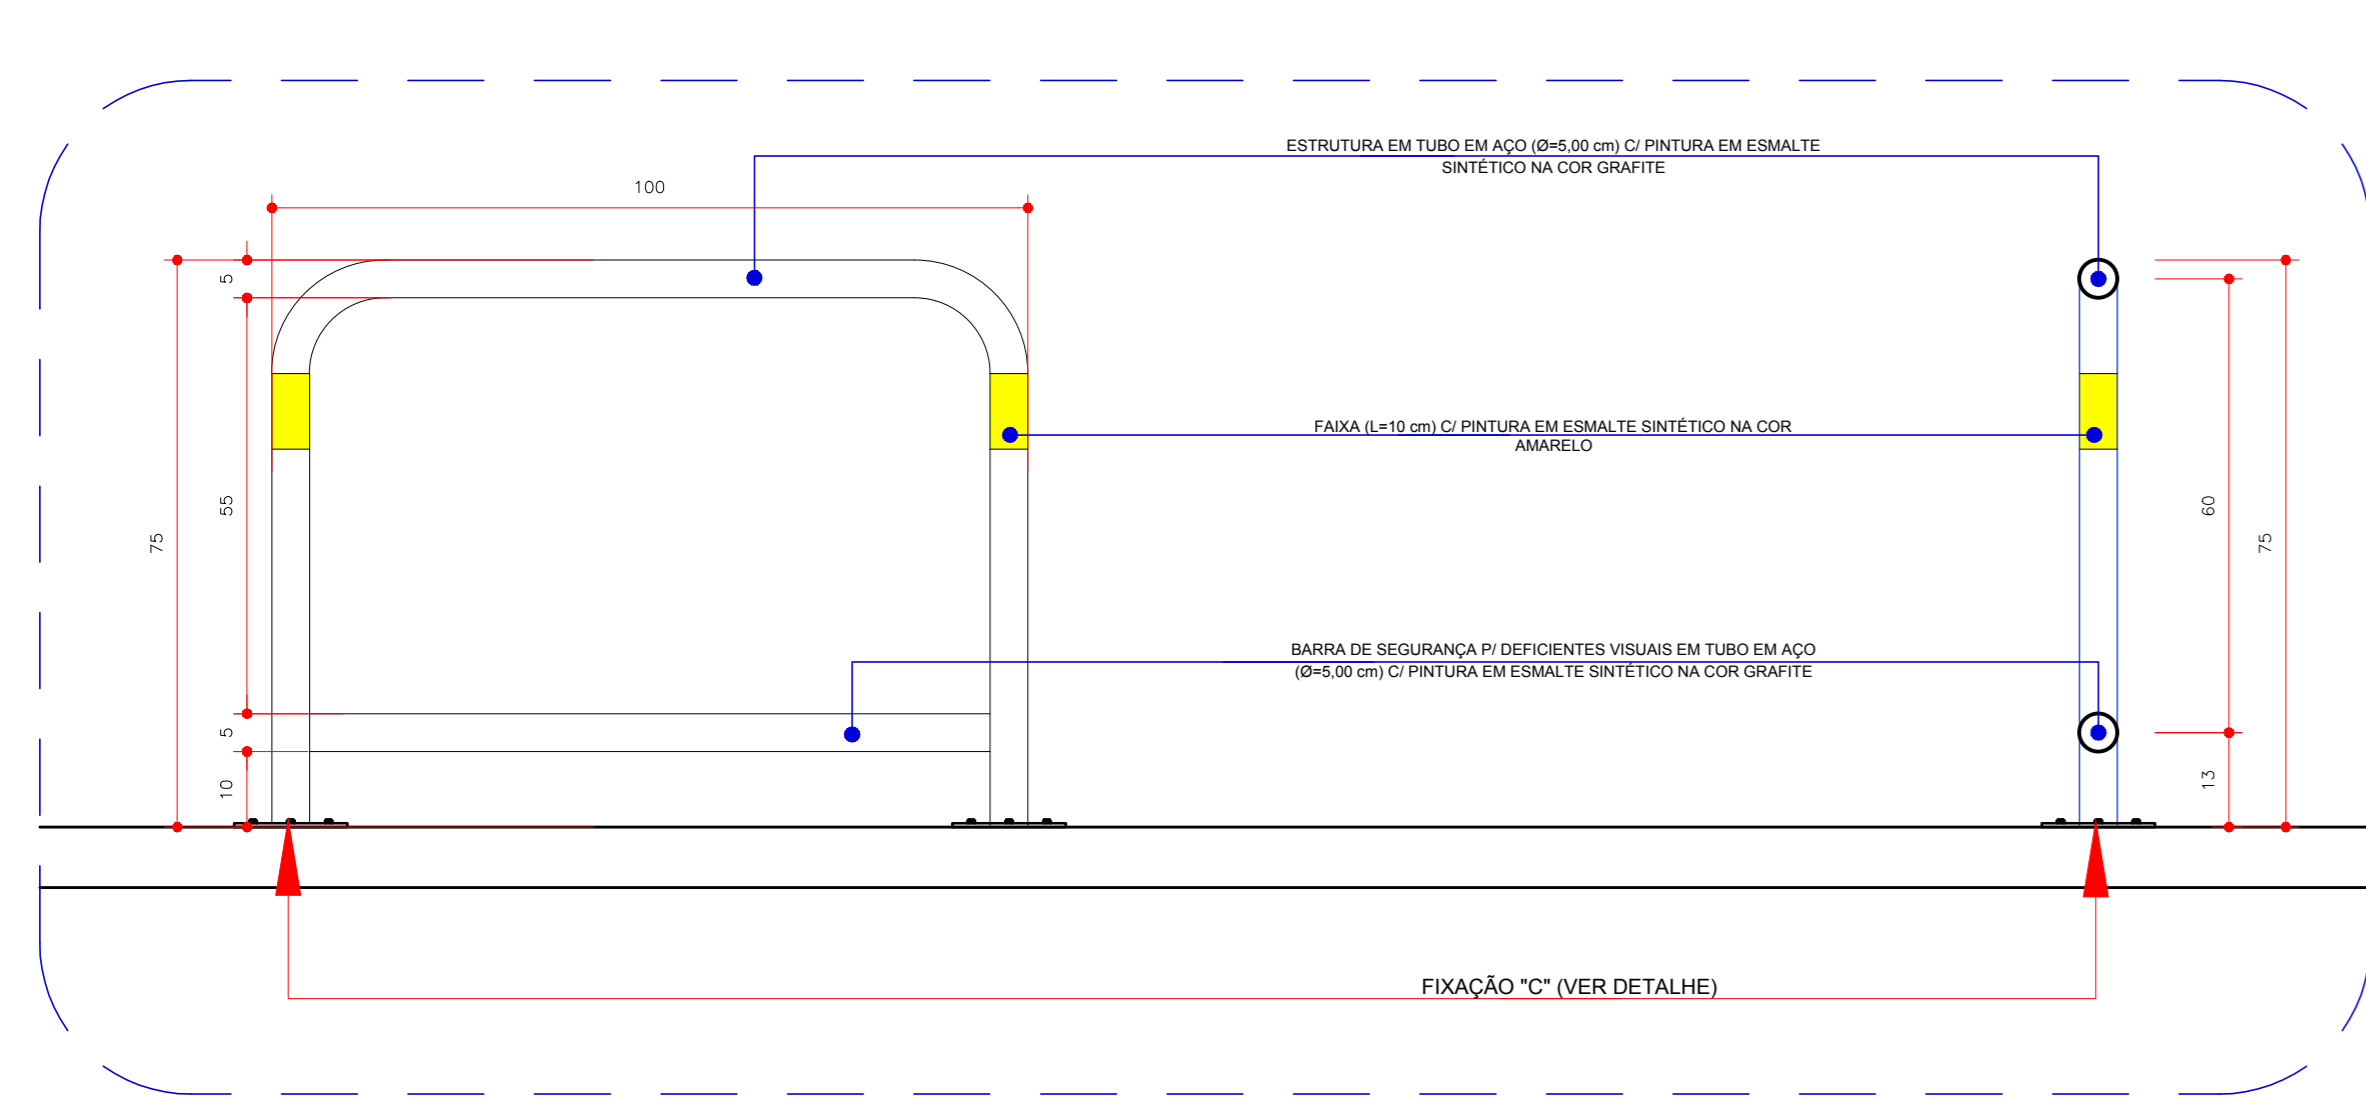 ESTRUTURA EM TUBO EM AÇO (Ø=5,00 cm) C/ PINTURA EM ESMALTE
SINTÉTICO NA COR GRAFITE
100
5
55
75
5
10
FAIXA (L=10 cm) C/ PINTURA EM ESMALTE SINTÉTICO NA COR
AMARELO
60
75
13
BARRA DE SEGURANÇA P/ DEFICIENTES VISUAIS EM TUBO EM AÇO
(Ø=5,00 cm) C/ PINTURA EM ESMALTE SINTÉTICO NA COR GRAFITE
FIXAÇÃO "C" (VER DETALHE)